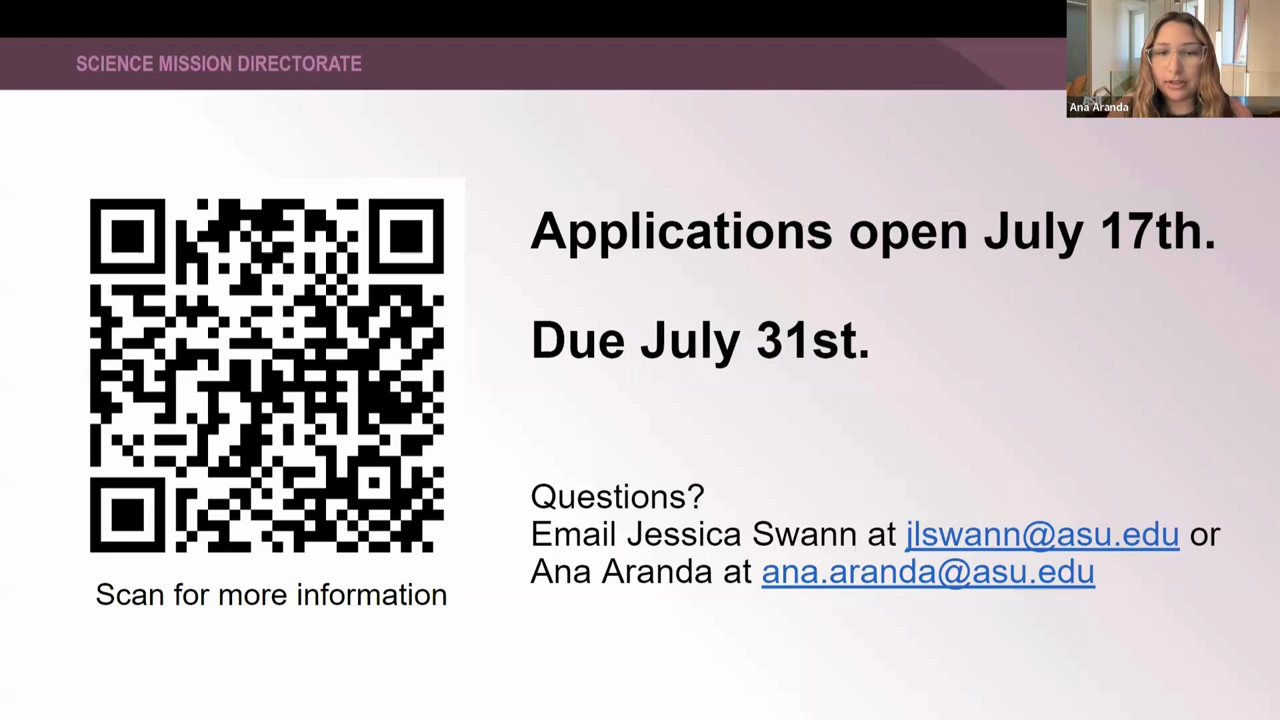 SCIENCE MISSION DIRECTORATE
Ana Aranda
Applications open July 17th.
Due July 31st.
Questions?
Email Jessica Swann at jlswann@asu.edu or
Ana Aranda at ana.aranda@asu.edu
Scan for more information